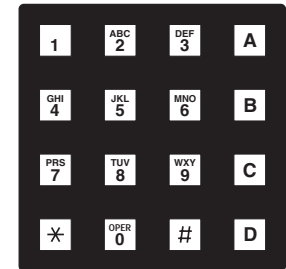 1 ABC 2 DEF 3 A
GHI 4 JKL 5 MNO 6 B
PRS 7 TUV 8 WXY 9 C
* OPER 0 # D